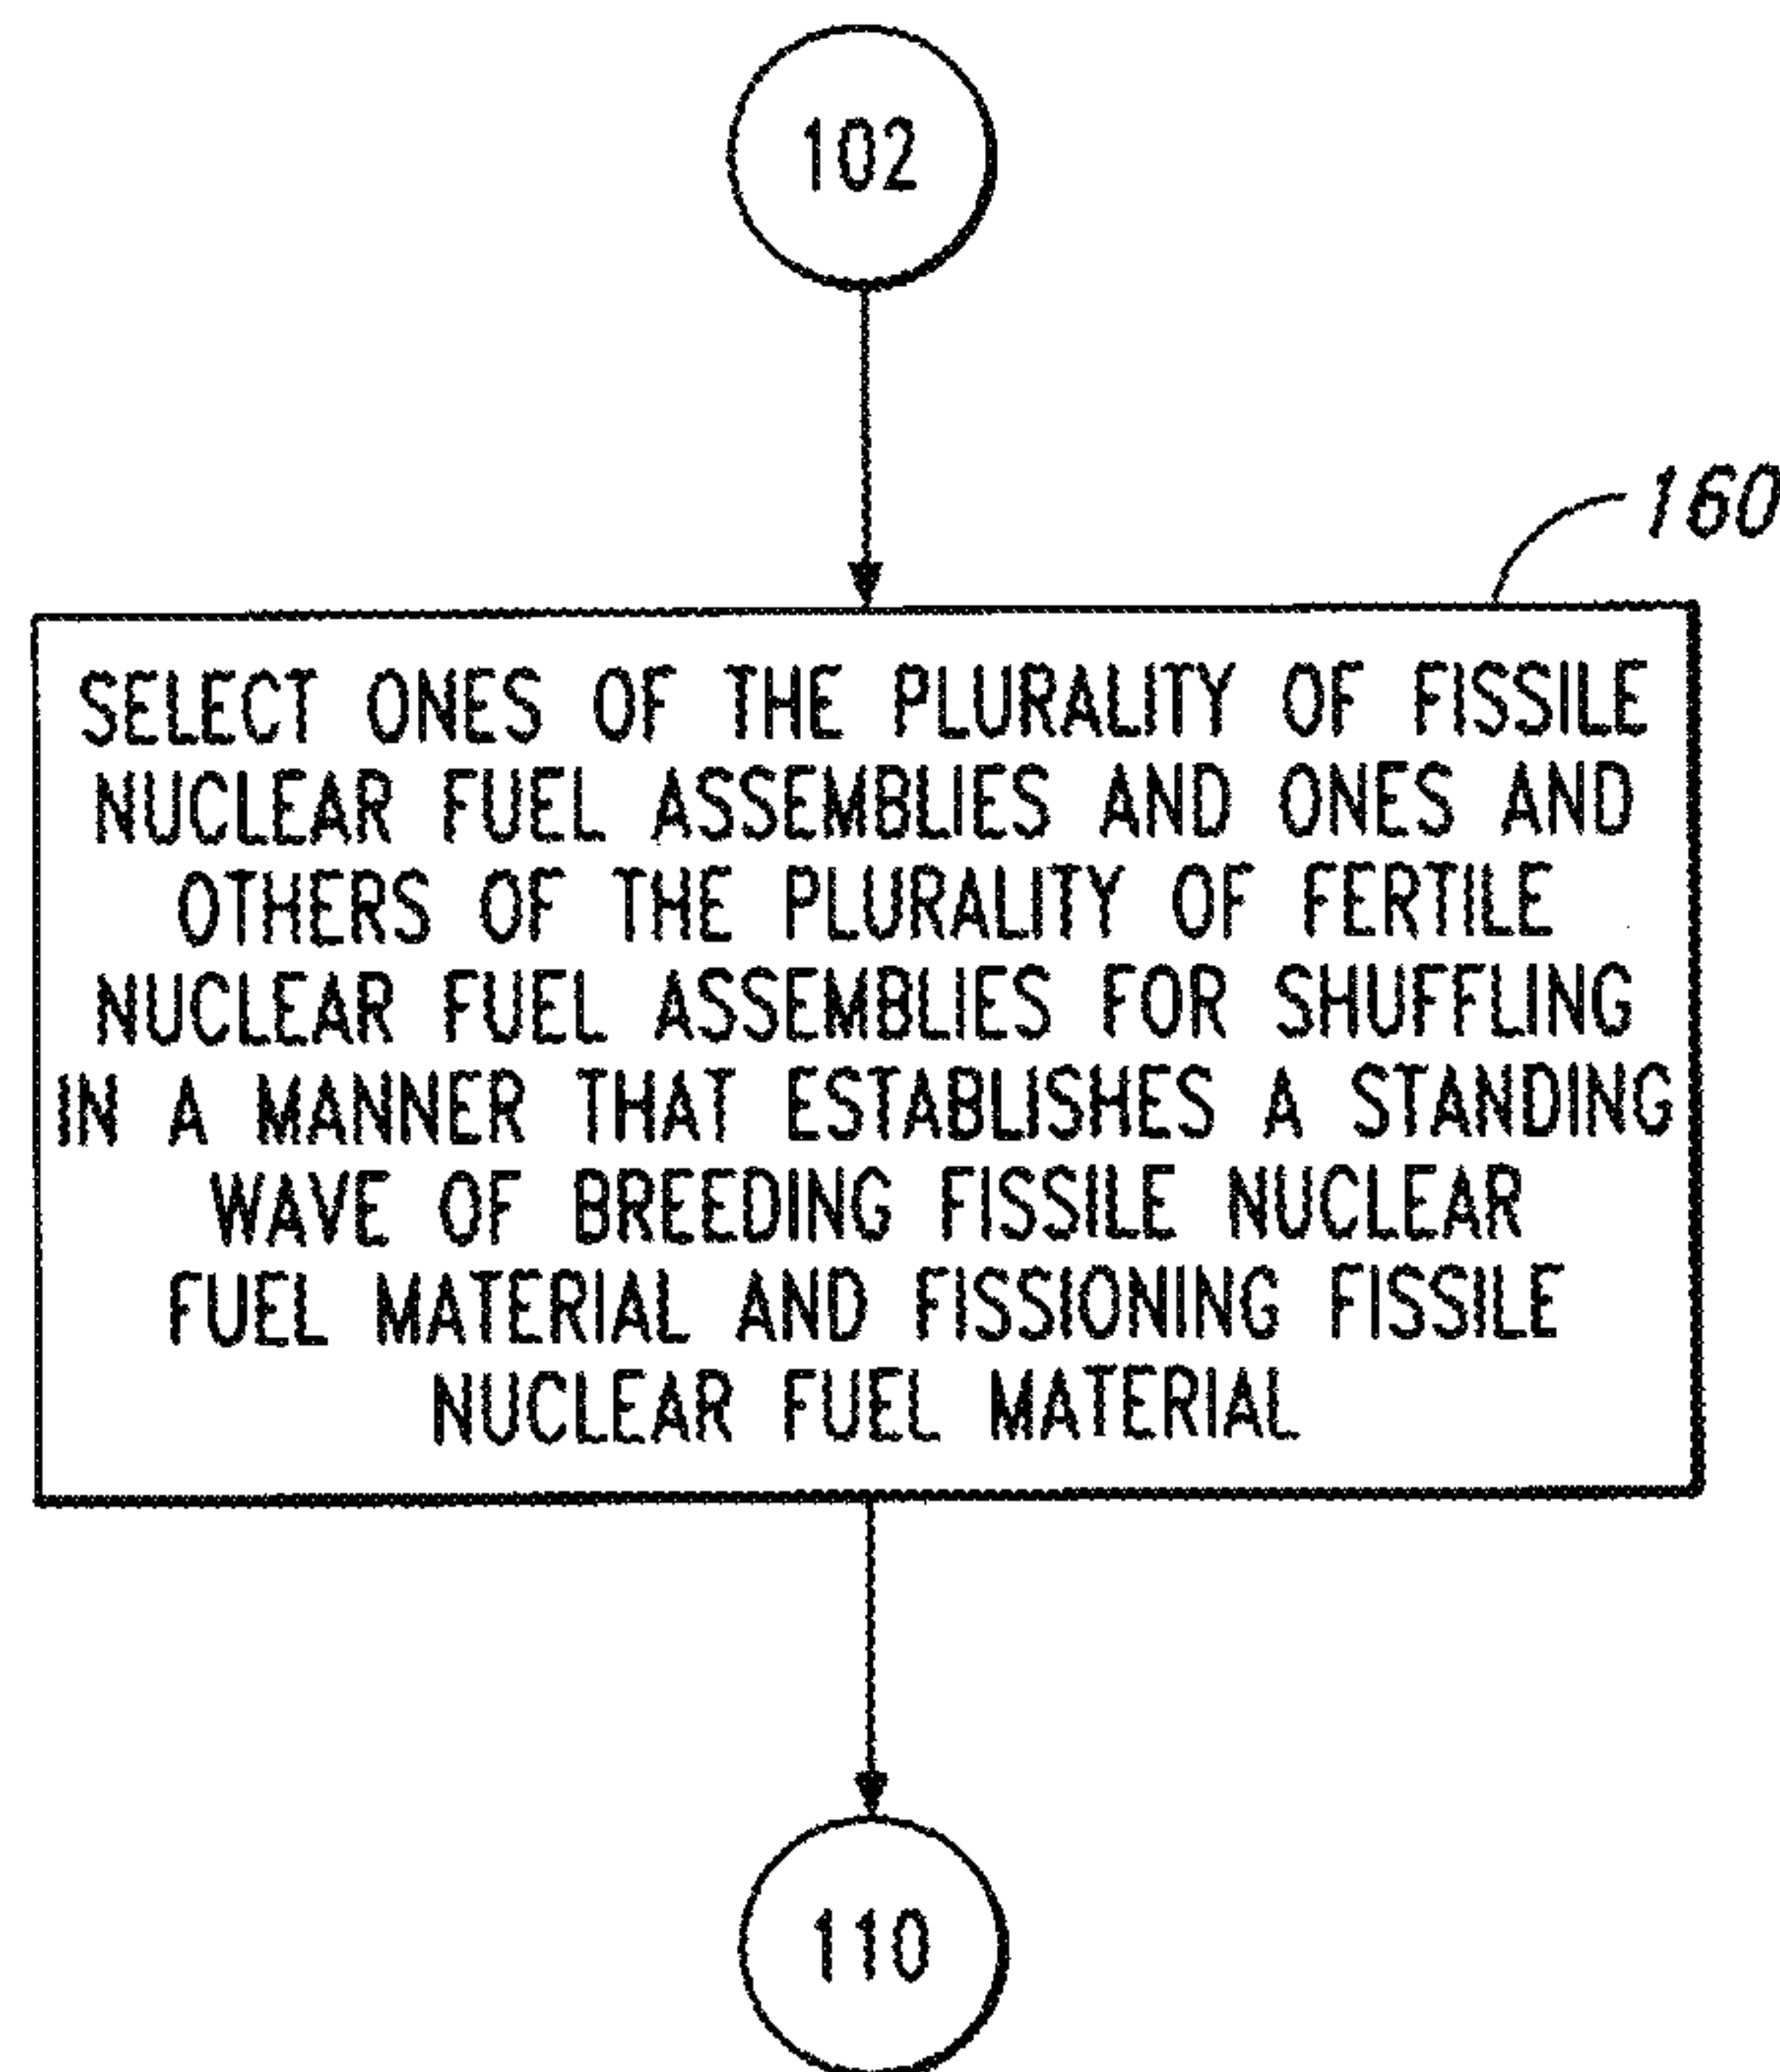 102
160
SELECT ONES OF THE PLURALITY OF FISSILE
NUCLEAR FUEL ASSEMBLIES AND ONES AND
OTHERS OF THE PLURALITY OF FERTILE
NUCLEAR FUEL ASSEMBLIES FOR SHUFFLING
IN A MANNER THAT ESTABLISHES A STANDING
WAVE OF BREEDING FISSILE NUCLEAR
FUEL MATERIAL AND FISSIONING FISSILE
NUCLEAR FUEL MATERIAL
110